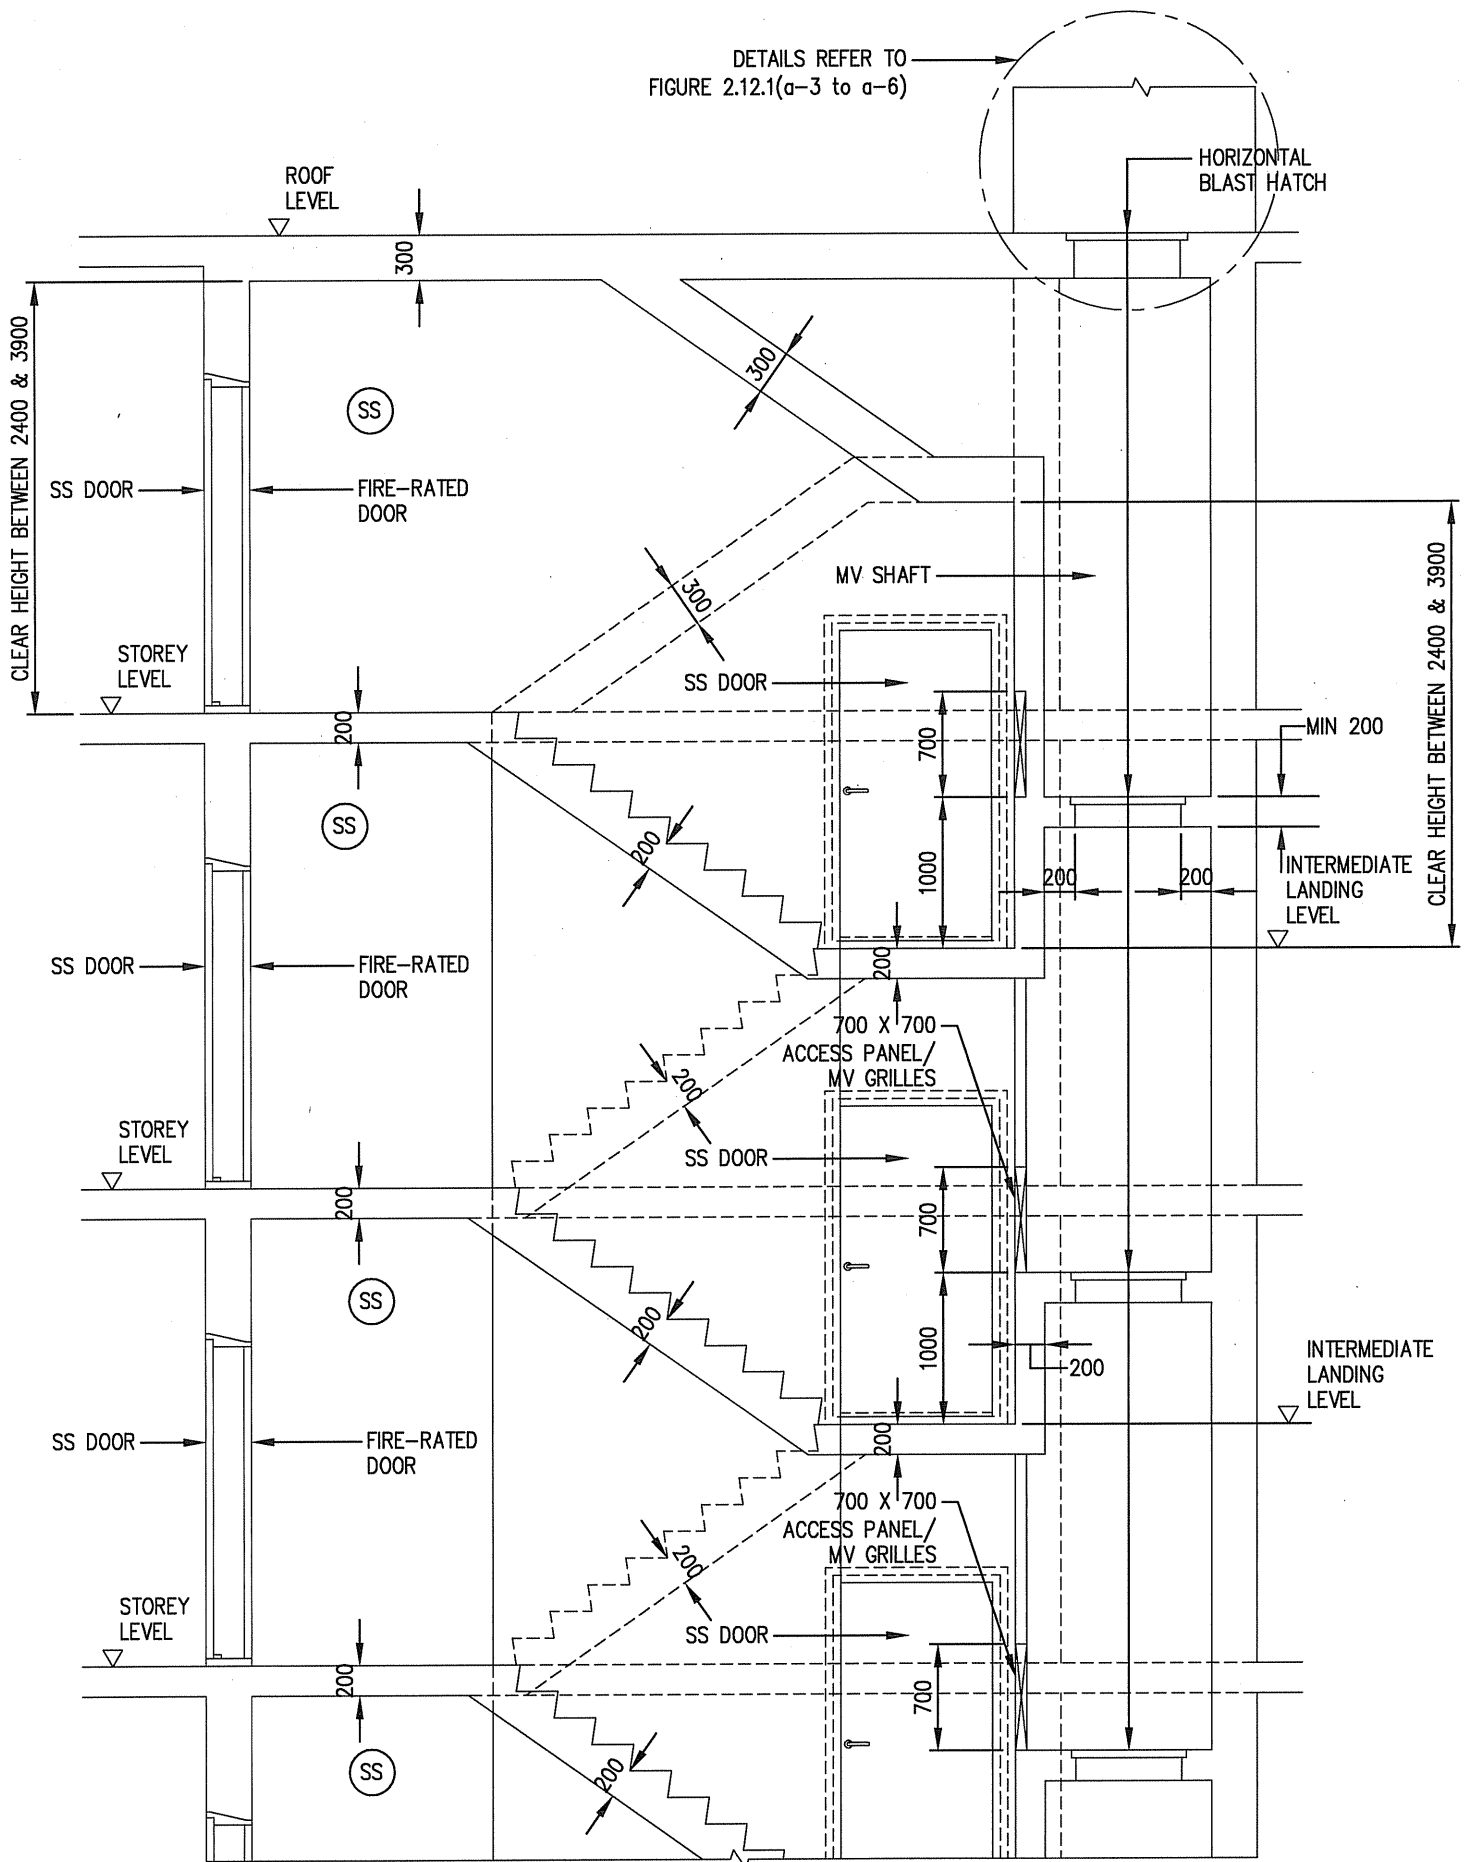 DETAILS REFER TO
FIGURE 2.12.1(a-3 to a-6)
HORIZONTAL
BLAST HATCH
ROOF
LEVEL
300
CLEAR HEIGHT BETWEEN 2400 & 3900
300
SS
SS DOOR
FIRE-RATED
DOOR
CLEAR HEIGHT BETWEEN 2400 & 3900
MV SHAFT
300
STOREY
LEVEL
SS DOOR
200
700
MIN 200
SS
200
1000
200
200
INTERMEDIATE
LANDING
LEVEL
SS DOOR
FIRE-RATED
DOOR
200
700 X 700
ACCESS PANEL/
MV GRILLES
200
STOREY
LEVEL
SS DOOR
200
700
SS
200
1000
200
INTERMEDIATE
LANDING
LEVEL
SS DOOR
FIRE-RATED
DOOR
200
700 X 700
ACCESS PANEL/
MV GRILLES
200
STOREY
LEVEL
SS DOOR
200
700
SS
200